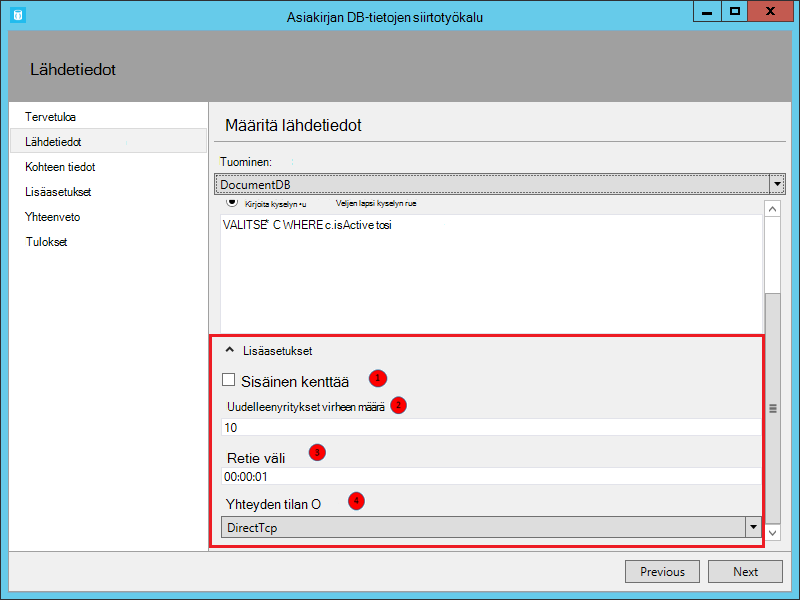 Asiakirjan DB-tietojen siirtotyökalu
Lähdetiedot
Tervetuloa
Lähdetiedot
Kohteen tiedot
Lisäasetukset
Yhteenveto
Tulokset
Määritä lähdetiedot
Tuominen:
DocumentDB
Kirjoita kyselyn •u Veljen lapsi kyselyn rue
VALITSE* C WHERE c.isActive tosi
Lisäasetukset
Sisäinen kenttää 1
Uudelleenyritykset virheen määrä 2
10
Retie väli 3
00:00:01
Yhteyden tilan O 4
DirectTcp
Previous Next